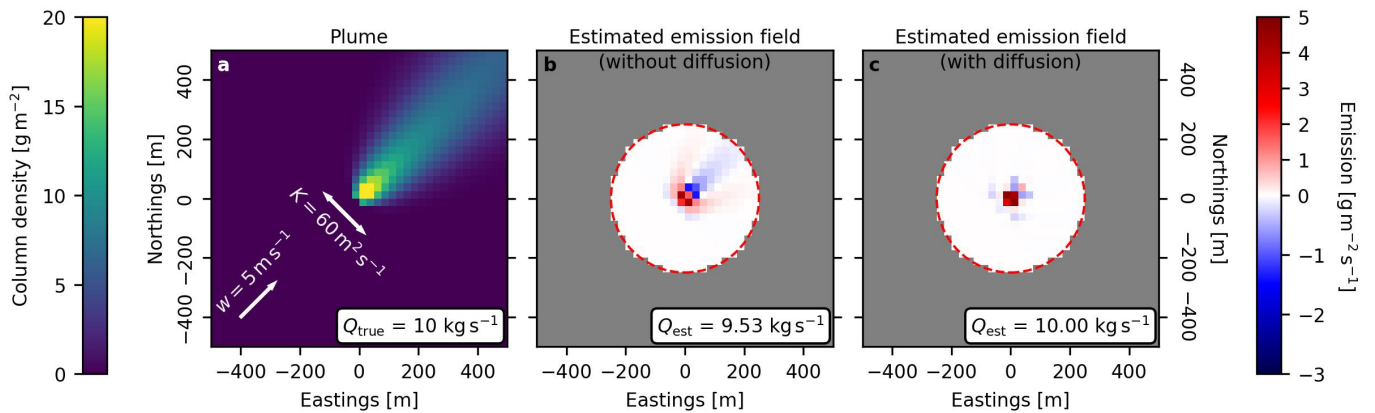 Column density [g m⁻²]
20
15
10
5
0
Plume
a
Northings [m]
400
200
0
−200
−400
K = 60 m² s⁻¹
w = 5 m s⁻¹
Q_true = 10 kg s⁻¹
−400 −200 0 200 400
Eastings [m]
Estimated emission field
(without diffusion)
b
Q_est = 9.53 kg s⁻¹
−400 −200 0 200 400
Eastings [m]
Estimated emission field
(with diffusion)
c
Q_est = 10.00 kg s⁻¹
−400 −200 0 200 400
Eastings [m]
400
200
0
−200
−400
Northings [m]
5
4
3
2
1
0
−1
−2
−3
Emission [g m⁻² s⁻¹]